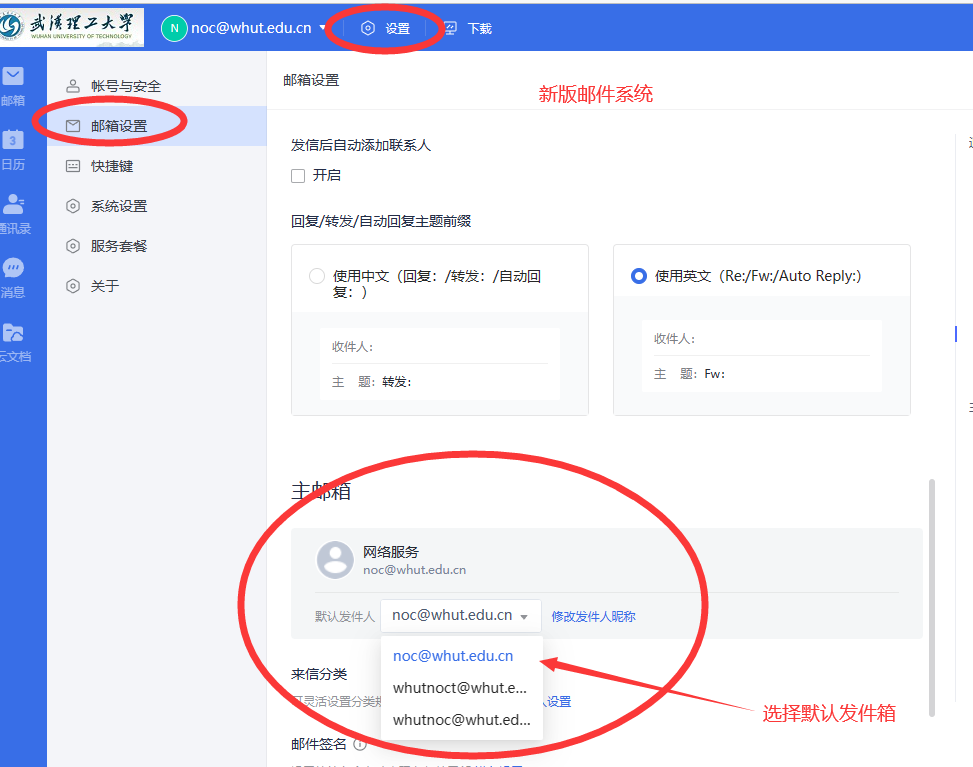 武漢理工大學
WUHAN UNIVERSITY OF TECHNOLOGY
N noc@whut.edu.cn
设置
下载
邮箱
3
日历
通讯录
消息
云文档
帐号与安全
邮箱设置
快捷键
系统设置
服务套餐
关于
邮箱设置
新版邮件系统
发信后自动添加联系人
开启
回复/转发/自动回复主题前缀
使用中文（回复：/转发：/自动回
复：）
收件人:
主 题: 转发:
使用英文（Re:/Fw:/Auto Reply:)
收件人:
主 题: Fw:
主邮箱
网络服务
noc@whut.edu.cn
默认发件人 noc@whut.edu.cn 修改发件人昵称
noc@whut.edu.cn
whutnoct@whut.e...
whutnoc@whut.ed...
选择默认发件箱
来信分类
可灵活设置分类规
设置
邮件签名